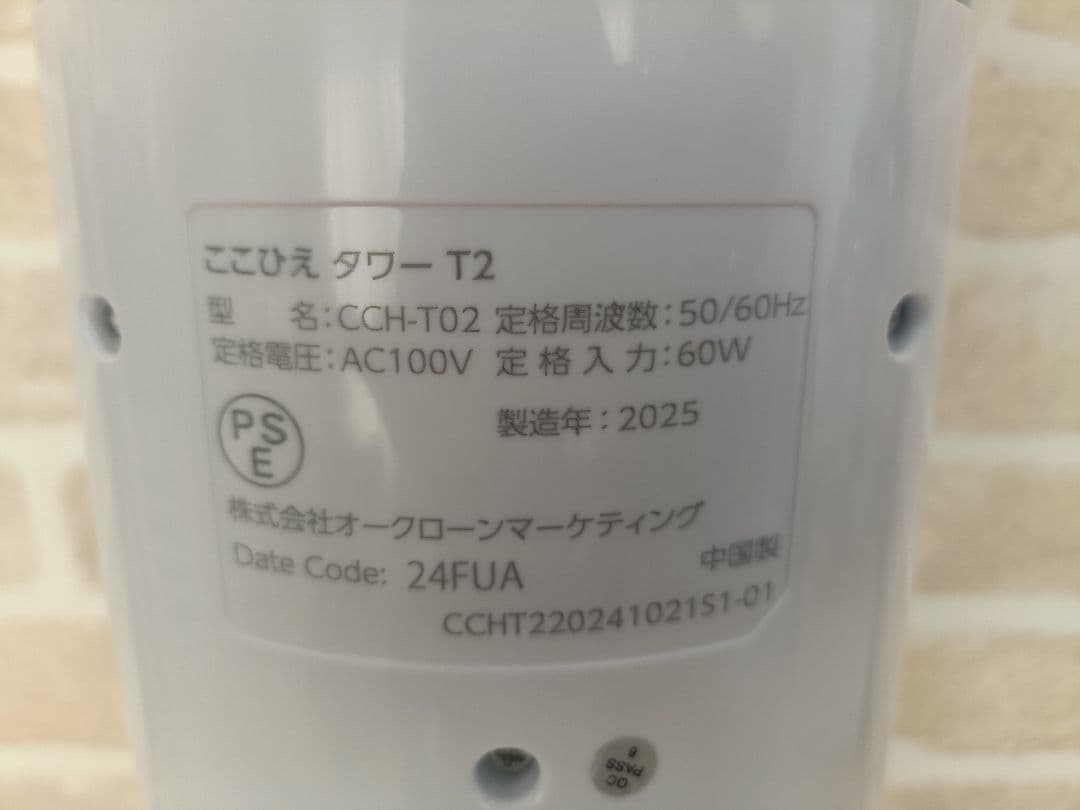 ここひえ タワー T2
型 名:CCH-T02 定格周波数:50/60Hz
定格電圧:AC100V 定格入力:60W
PSE
製造年:2025
株式会社オークローンマーケティング
Date Code: 24FUA
中国製
CCHT220241021S1-01
QC
PASS
8